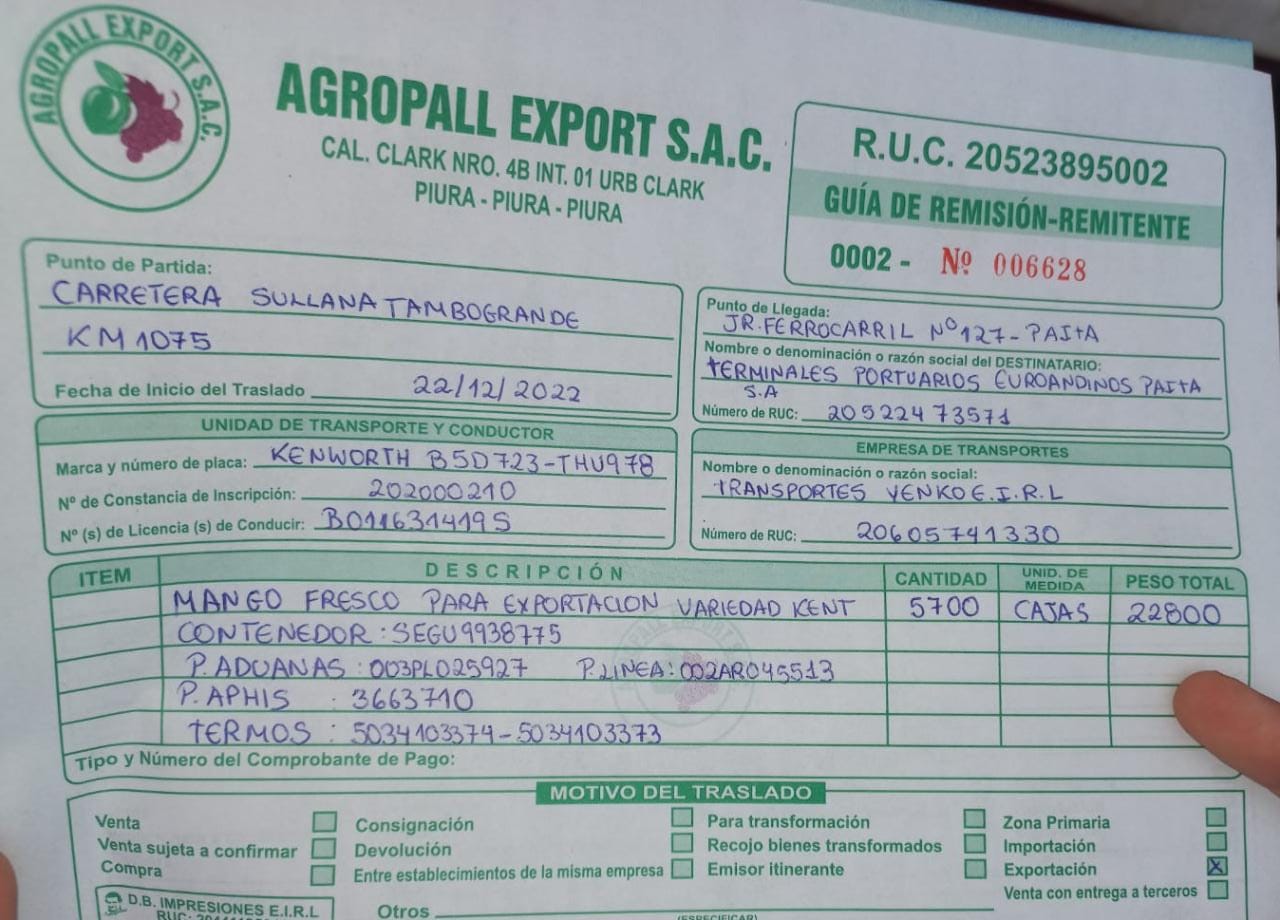 AGROPALL EXPORT S.A.C.
AGROPALL EXPORT S.A.C.
CAL. CLARK NRO. 4B INT. 01 URB CLARK
PIURA - PIURA - PIURA
R.U.C. 20523895002
GUÍA DE REMISIÓN-REMITENTE
0002 - Nº 006628
Punto de Partida:
CARRETERA SULLANA TAMBOGRANDE
KM 1075
Fecha de Inicio del Traslado 22/12/2022
Punto de Llegada:
JR. FERROCARRIL Nº 127 - PAITA
Nombre o denominación o razón social del DESTINATARIO:
TERMINALES PORTUARIOS EUROANDINOS PAITA
S.A
Número de RUC: 20522473571
UNIDAD DE TRANSPORTE Y CONDUCTOR
Marca y número de placa: KENWORTH B5D723-THU978
Nº de Constancia de Inscripción: 202000210
Nº (s) de Licencia (s) de Conducir: B011631419S
EMPRESA DE TRANSPORTES
Nombre o denominación o razón social:
TRANSPORTES YENKO E.I.R.L
Número de RUC: 20605741330
ITEM DESCRIPCIÓN CANTIDAD UNID. DE MEDIDA PESO TOTAL
MANGO FRESCO PARA EXPORTACION VARIEDAD KENT 5700 CAJAS 22800
CONTENEDOR : SEGU9938775
P. ADUANAS : 003PL025927 P. LINEA : 002AR045513
P. APHIS : 3663710
TERMOS : 5034103374-5034103373
Tipo y Número del Comprobante de Pago:
MOTIVO DEL TRASLADO
Venta Consignación Para transformación Zona Primaria
Venta sujeta a confirmar Devolución Recojo bienes transformados Importación
Compra Entre establecimientos de la misma empresa Emisor itinerante Exportación X
Venta con entrega a terceros
D.B. IMPRESIONES E.I.R.L
Otros
(ESPECIFICAR)